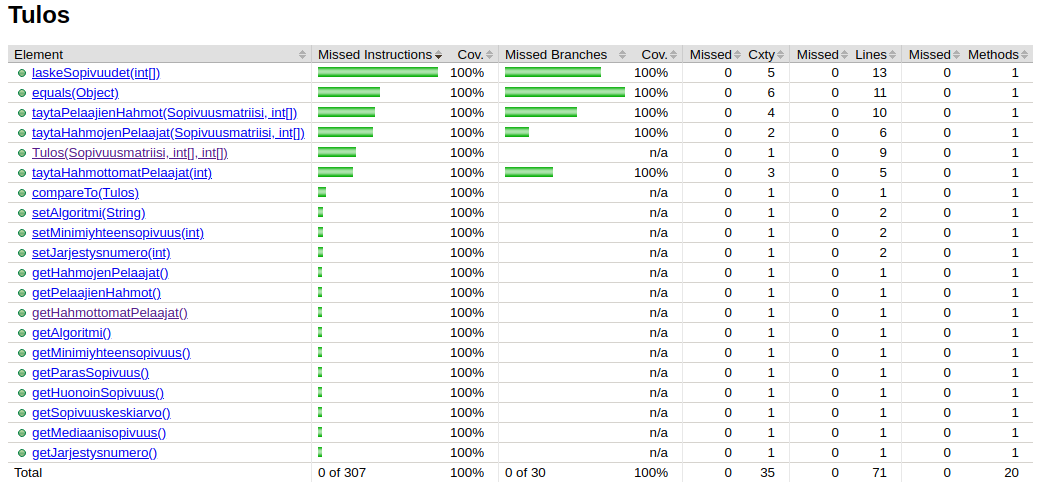 Tulos
Element Missed Instructions Cov. Missed Branches Cov. Missed Cxty Missed Lines Missed Methods
laskeSopivuudet(int[]) 100% 100% 0 5 0 13 0 1
equals(Object) 100% 100% 0 6 0 11 0 1
taytaPelaajienHahmot(Sopivuusmatriisi, int[]) 100% 100% 0 4 0 10 0 1
taytaHahmojenPelaajat(Sopivuusmatriisi, int[]) 100% 100% 0 2 0 6 0 1
Tulos(Sopivuusmatriisi, int[], int[]) 100% n/a 0 1 0 9 0 1
taytaHahmottomatPelaajat(int) 100% 100% 0 3 0 5 0 1
compareTo(Tulos) 100% n/a 0 1 0 1 0 1
setAlgoritmi(String) 100% n/a 0 1 0 2 0 1
setMinimiyhteensopivuus(int) 100% n/a 0 1 0 2 0 1
setJarjestysnumero(int) 100% n/a 0 1 0 2 0 1
getHahmojenPelaajat() 100% n/a 0 1 0 1 0 1
getPelaajienHahmot() 100% n/a 0 1 0 1 0 1
getHahmottomatPelaajat() 100% n/a 0 1 0 1 0 1
getAlgoritmi() 100% n/a 0 1 0 1 0 1
getMinimiyhteensopivuus() 100% n/a 0 1 0 1 0 1
getParasSopivuus() 100% n/a 0 1 0 1 0 1
getHuonoinSopivuus() 100% n/a 0 1 0 1 0 1
getSopivuuskeskiarvo() 100% n/a 0 1 0 1 0 1
getMediaanisopivuus() 100% n/a 0 1 0 1 0 1
getJarjestysnumero() 100% n/a 0 1 0 1 0 1
Total 0 of 307 100% 0 of 30 100% 0 35 0 71 0 20